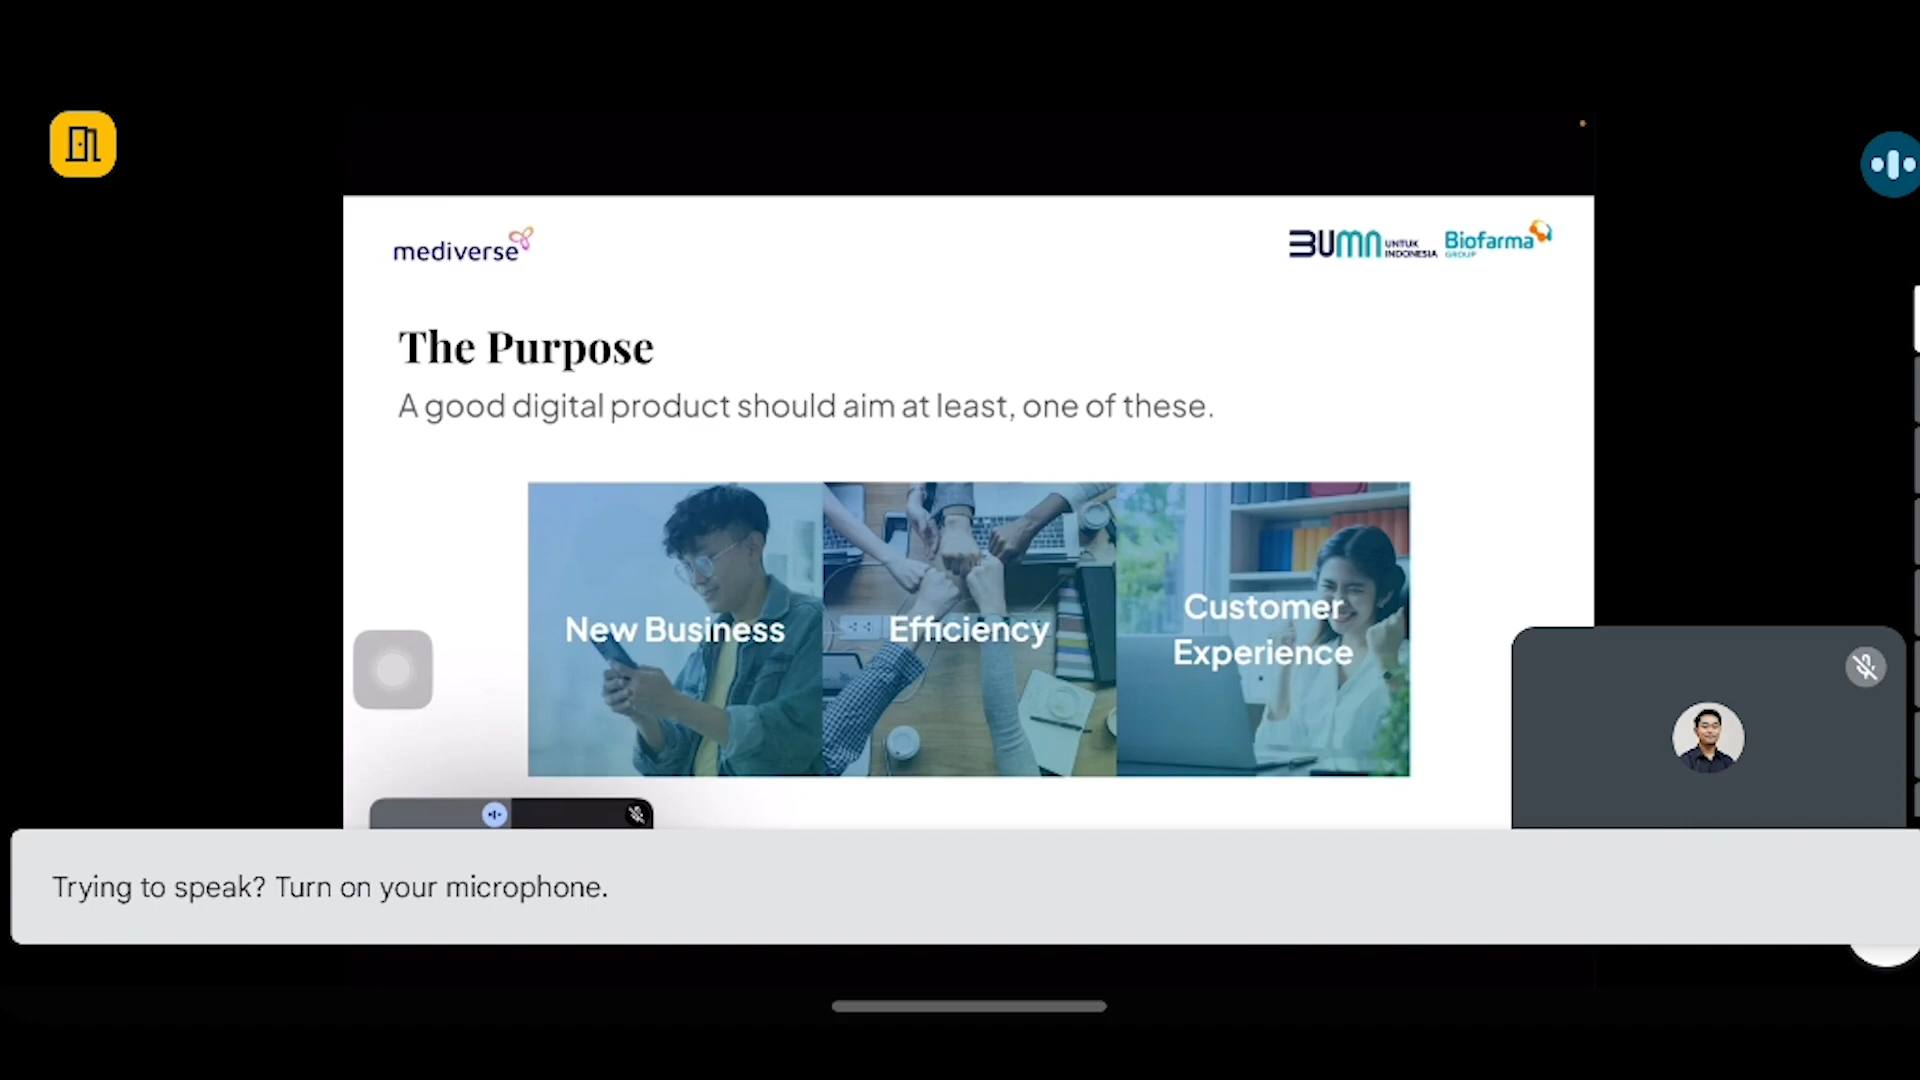 mediverse
BUMN UNTUK INDONESIA
Biofarma GROUP
The Purpose
A good digital product should aim at least, one of these.
New Business
Efficiency
Customer
Experience
Trying to speak? Turn on your microphone.